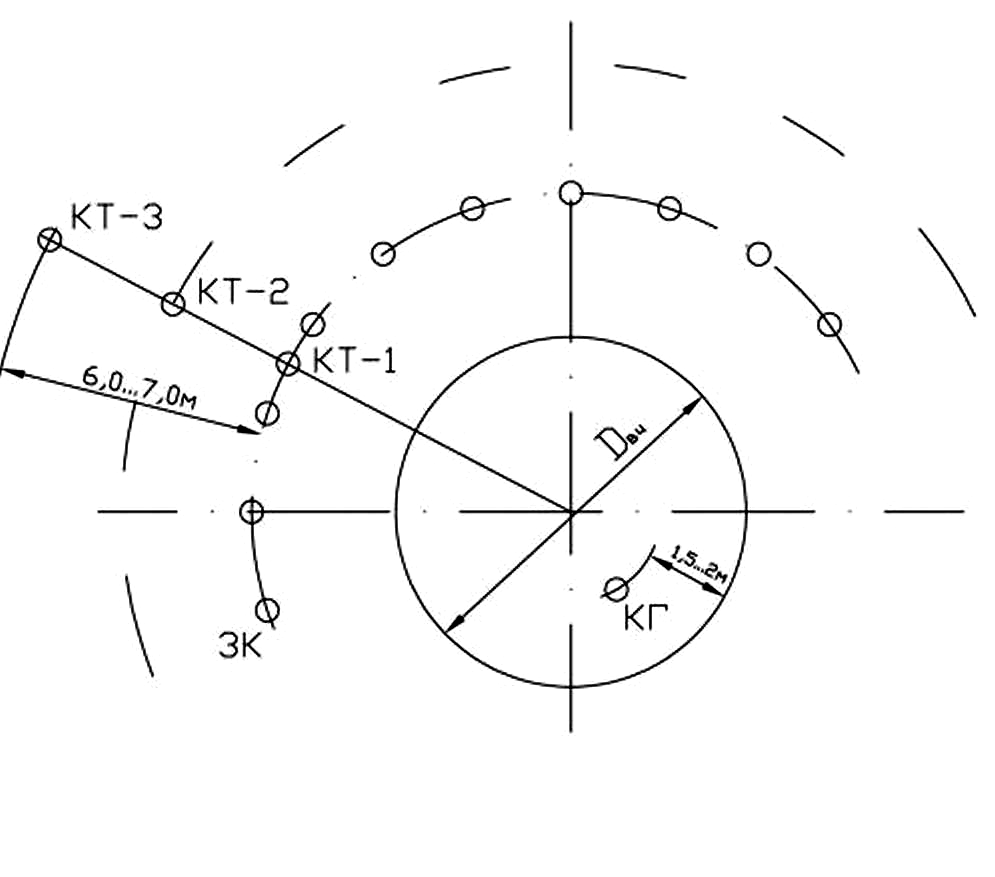 КТ-3
КТ-2
КТ-1
6,0...7,0м
Dвч
1,5...2м
КГ
ЗК